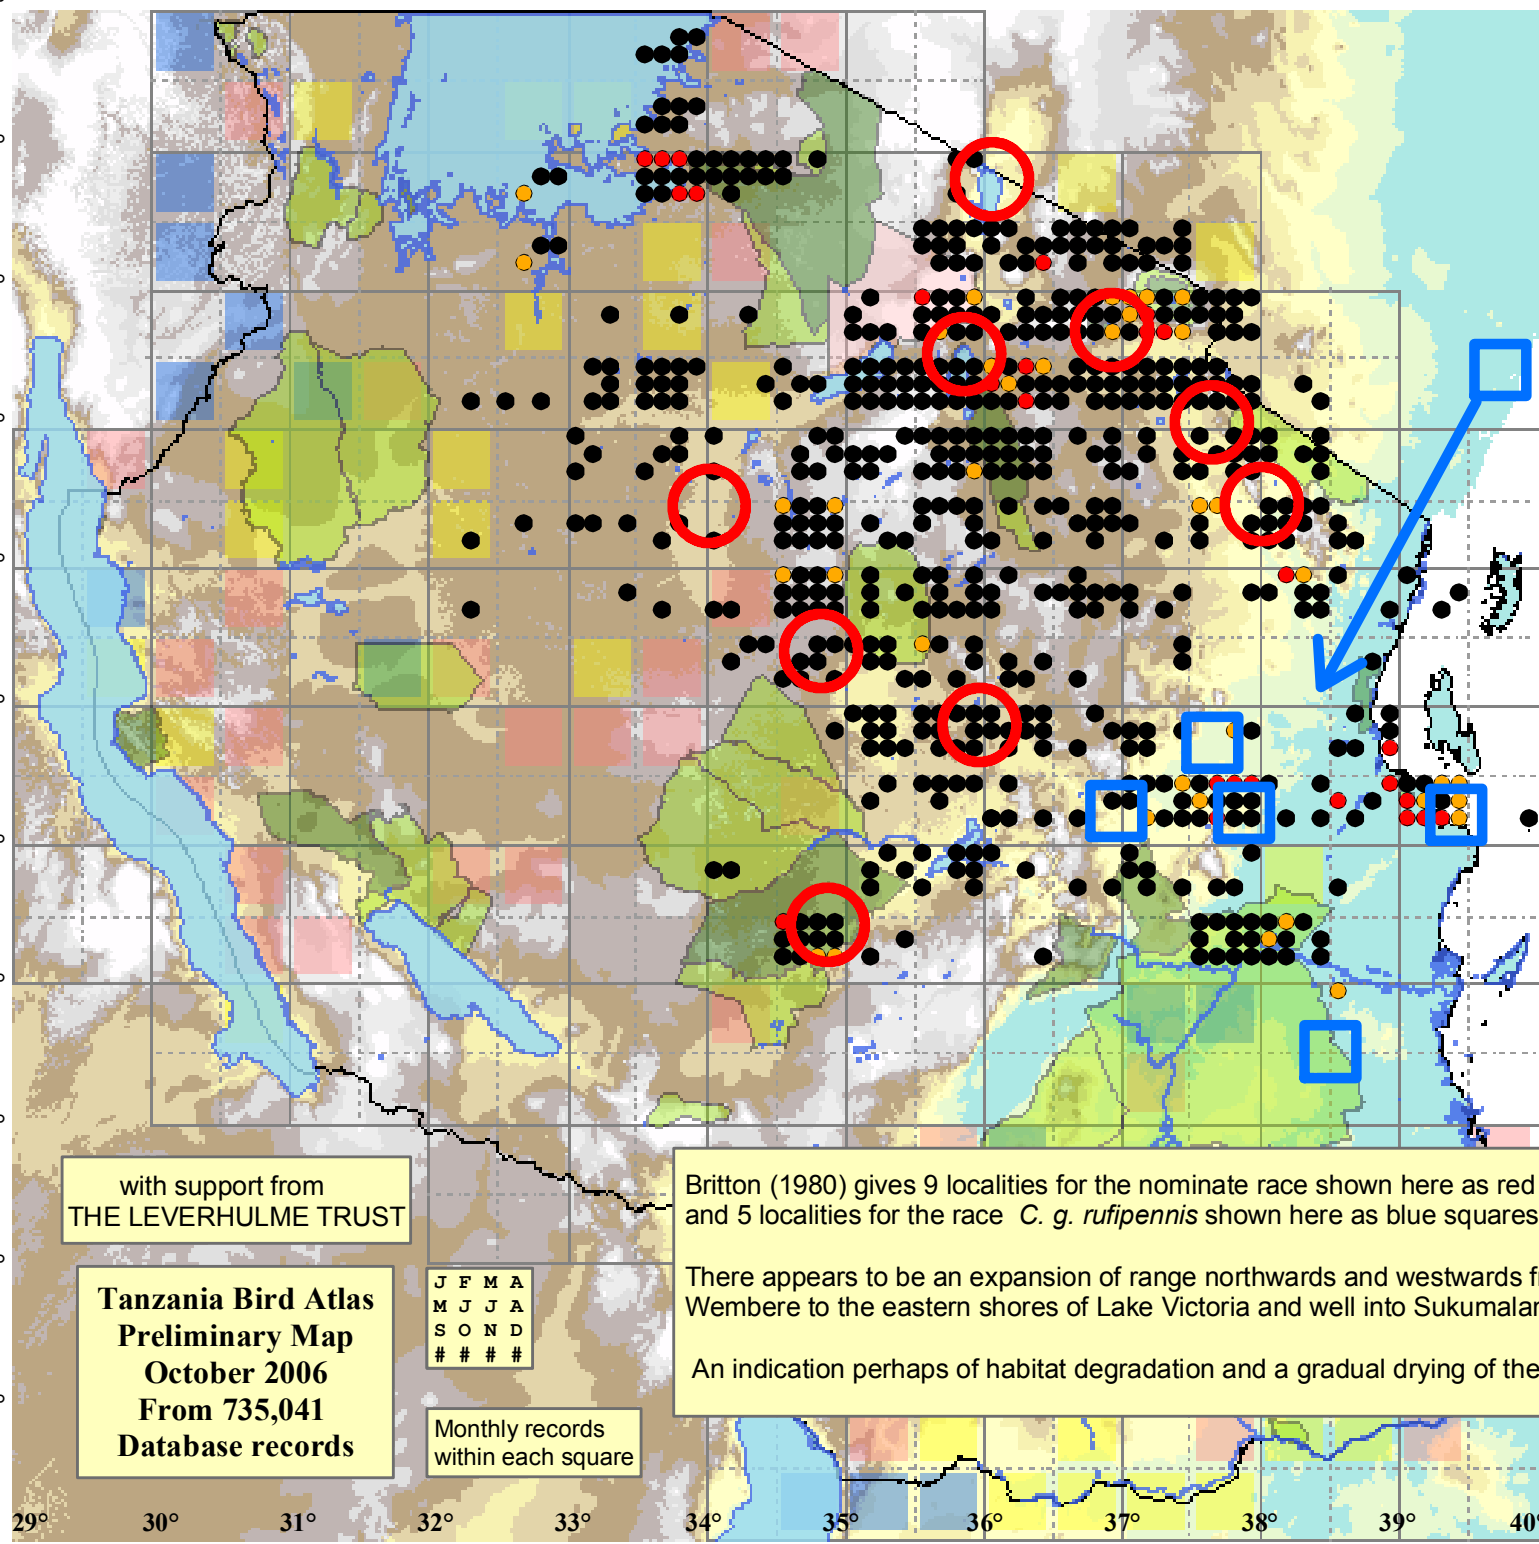 with support from
THE LEVERHULME TRUST
Tanzania Bird Atlas
Preliminary Map
October 2006
From 735,041
Database records
J F M A
M J J A
S O N D
# # # #
Monthly records
within each square
Britton (1980) gives 9 localities for the nominate race shown here as red
and 5 localities for the race C. g. rufipennis shown here as blue squares
There appears to be an expansion of range northwards and westwards f
Wembere to the eastern shores of Lake Victoria and well into Sukumalan
An indication perhaps of habitat degradation and a gradual drying of the
29° 30° 31° 32° 33° 34° 35° 36° 37° 38° 39° 40°